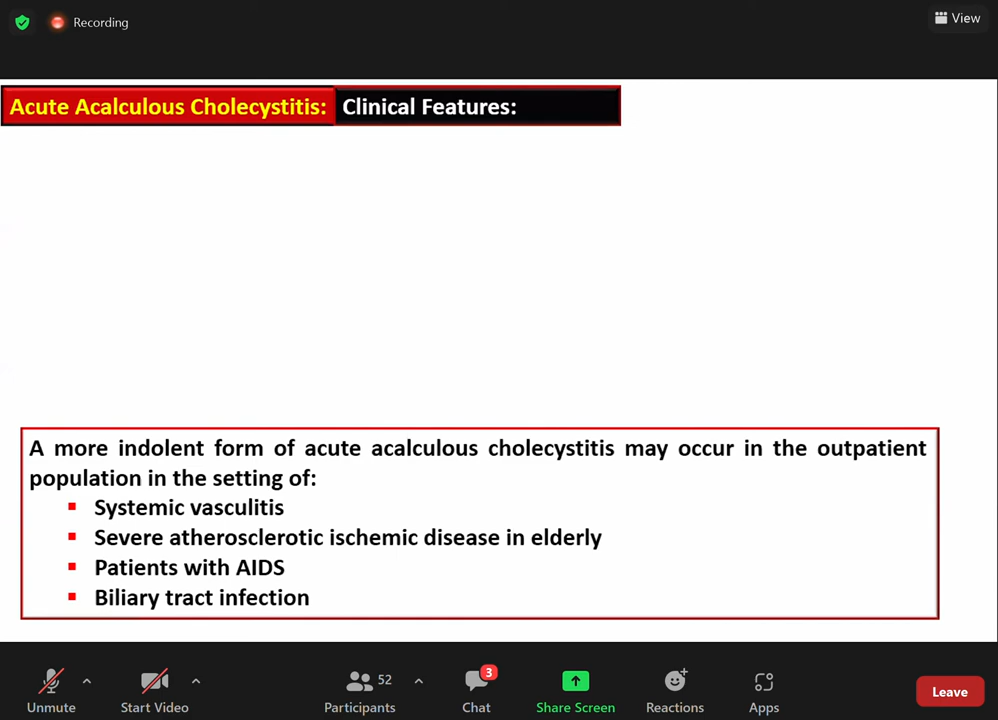 Recording
View
Acute Acalculous Cholecystitis: Clinical Features:
A more indolent form of acute acalculous cholecystitis may occur in the outpatient
population in the setting of:
Systemic vasculitis
Severe atherosclerotic ischemic disease in elderly
Patients with AIDS
Biliary tract infection
52
3
Unmute
Start Video
Participants
Chat
Share Screen
Reactions
Apps
Leave